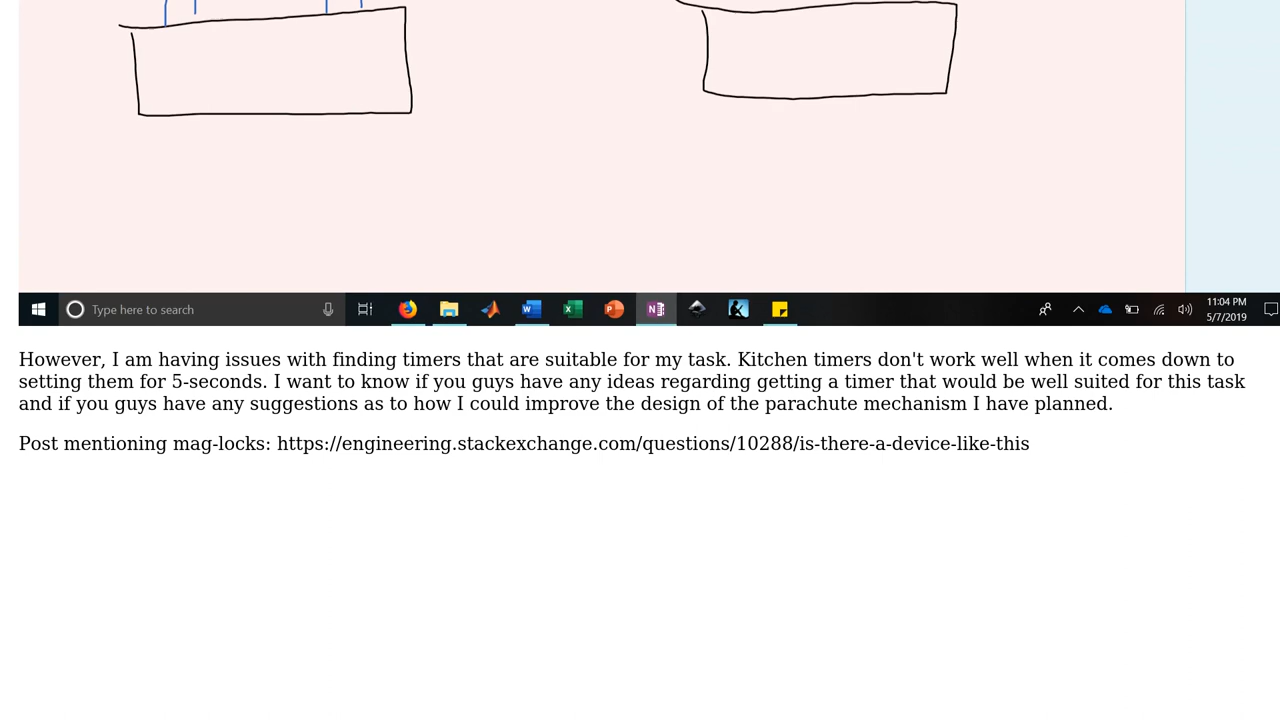 Type here to search
11:04 PM
5/7/2019
However, I am having issues with finding timers that are suitable for my task. Kitchen timers don't work well when it comes down to
setting them for 5-seconds. I want to know if you guys have any ideas regarding getting a timer that would be well suited for this task
and if you guys have any suggestions as to how I could improve the design of the parachute mechanism I have planned.
Post mentioning mag-locks: https://engineering.stackexchange.com/questions/10288/is-there-a-device-like-this